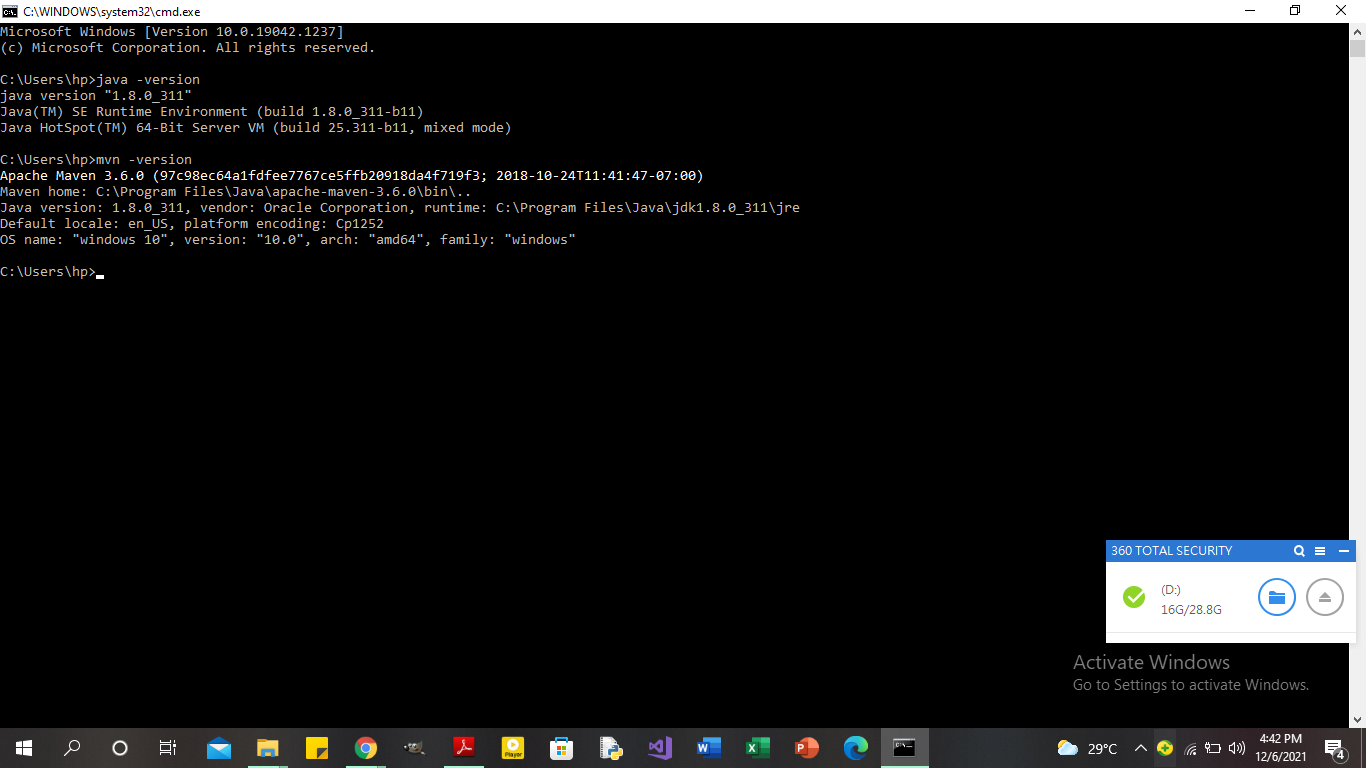 C:\WINDOWS\system32\cmd.exe
Microsoft Windows [Version 10.0.19042.1237]
(c) Microsoft Corporation. All rights reserved.
C:\Users\hp>java -version
java version "1.8.0_311"
Java(TM) SE Runtime Environment (build 1.8.0_311-b11)
Java HotSpot(TM) 64-Bit Server VM (build 25.311-b11, mixed mode)
C:\Users\hp>mvn -version
Apache Maven 3.6.0 (97c98ec64a1fdfee7767ce5ffb20918da4f719f3; 2018-10-24T11:41:47-07:00)
Maven home: C:\Program Files\Java\apache-maven-3.6.0\bin\..
Java version: 1.8.0_311, vendor: Oracle Corporation, runtime: C:\Program Files\Java\jdk1.8.0_311\jre
Default locale: en_US, platform encoding: Cp1252
OS name: "windows 10", version: "10.0", arch: "amd64", family: "windows"
C:\Users\hp>
360 TOTAL SECURITY
(D:)
16G/28.8G
Activate Windows
Go to Settings to activate Windows.
Player
29°C
4:42 PM
12/6/2021
4